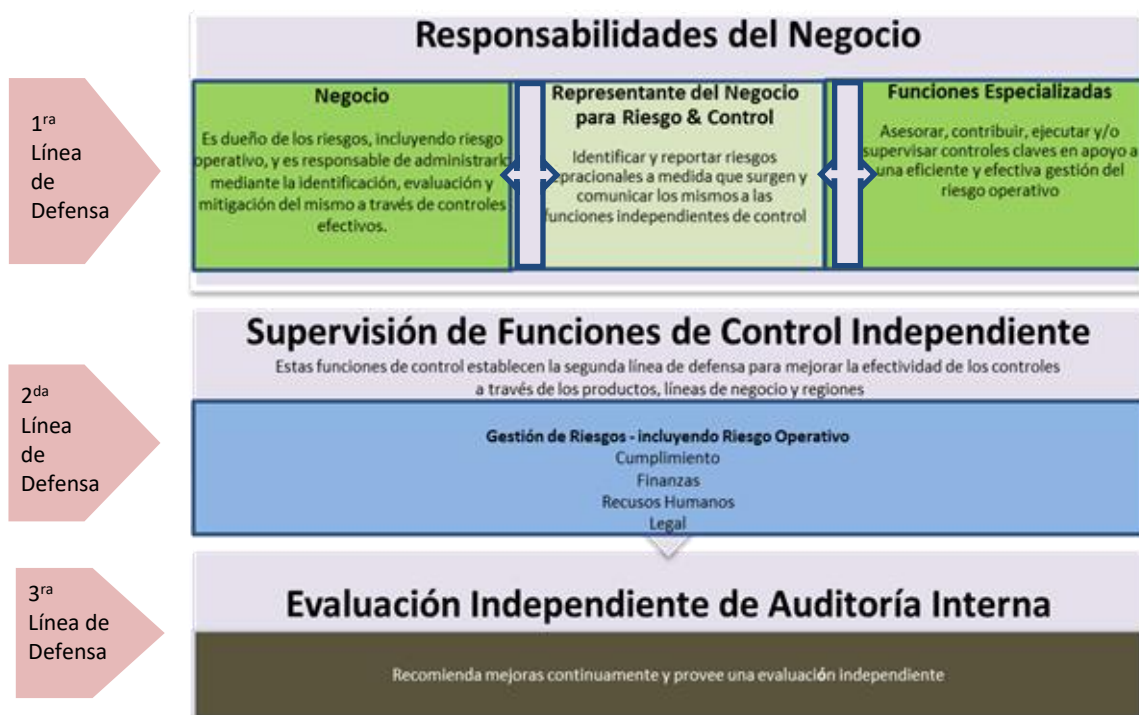 Responsabilidades del Negocio
1ra
Línea
de
Defensa
Negocio
Es dueño de los riesgos, incluyendo riesgo
operativo, y es responsable de administrarlo
mediante la identificación, evaluación y
mitigación del mismo a través de controles
efectivos.
Representante del Negocio
para Riesgo & Control
Identificar y reportar riesgos
opracionales a medida que surgen y
comunicar los mismos a las
funciones independientes de control
Funciones Especializadas
Asesorar, contribuir, ejecutar y/o
supervisar controles claves en apoyo a
una eficiente y efectiva gestión del
riesgo operativo
Supervisión de Funciones de Control Independiente
Estas funciones de control establecen la segunda línea de defensa para mejorar la efectividad de los controles
a través de los productos, líneas de negocio y regiones
2da
Línea
de
Defensa
Gestión de Riesgos - incluyendo Riesgo Operativo
Cumplimiento
Finanzas
Recusos Humanos
Legal
3ra
Línea de
Defensa
Evaluación Independiente de Auditoría Interna
Recomienda mejoras continuamente y provee una evaluación independiente